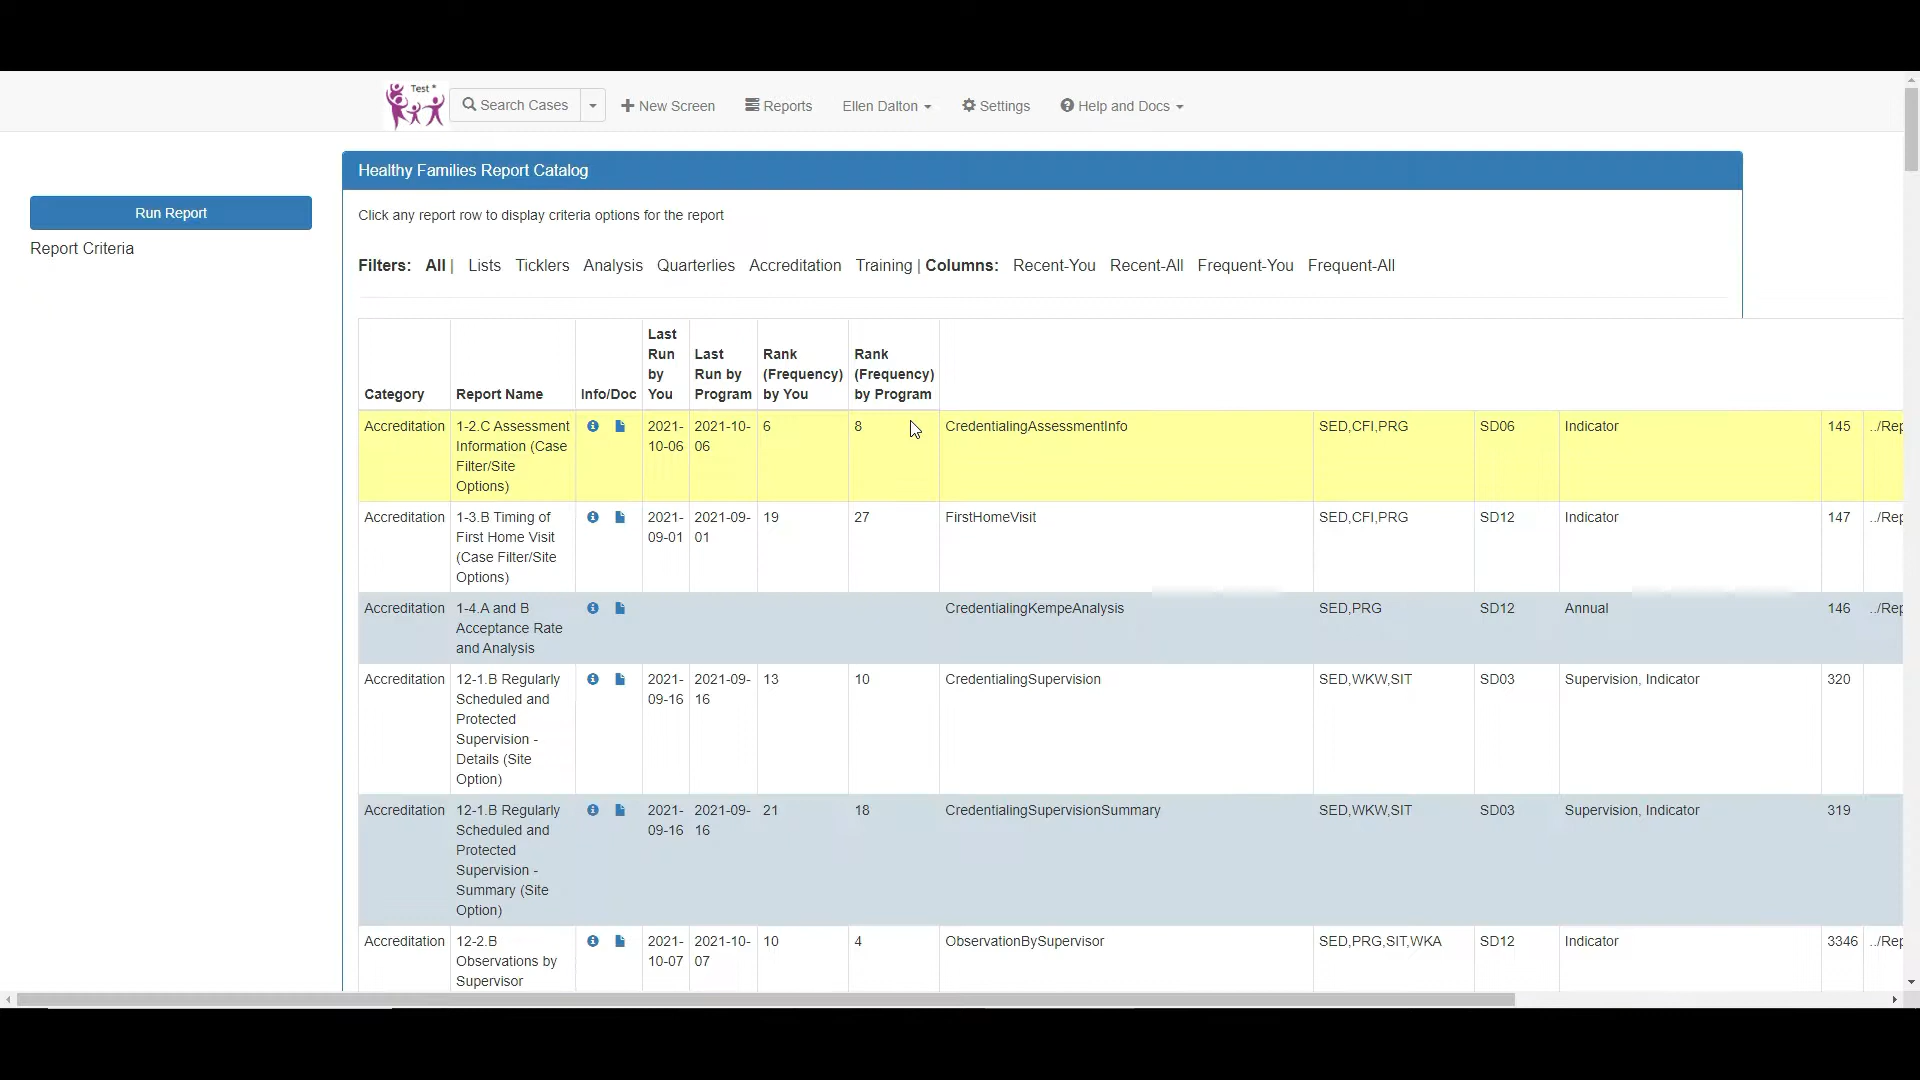 Test *
Search Cases
New Screen
Reports
Ellen Dalton
Settings
Help and Docs
Healthy Families Report Catalog
Run Report
Report Criteria
Click any report row to display criteria options for the report
Filters: All | Lists Ticklers Analysis Quarterlies Accreditation Training | Columns: Recent-You Recent-All Frequent-You Frequent-All
Category
Report Name
Info/Doc
Last
Run
by
You
Last
Run by
Program
Rank
(Frequency)
by You
Rank
(Frequency)
by Program
Accreditation
1-2.C Assessment
Information (Case
Filter/Site
Options)
2021-
10-06
2021-10-
06
6
8
CredentialingAssessmentInfo
SED,CFI,PRG
SD06
Indicator
145
../Rep
Accreditation
1-3.B Timing of
First Home Visit
(Case Filter/Site
Options)
2021-
09-01
2021-09-
01
19
27
FirstHomeVisit
SED,CFI,PRG
SD12
Indicator
147
../Rep
Accreditation
1-4.A and B
Acceptance Rate
and Analysis
CredentialingKempeAnalysis
SED,PRG
SD12
Annual
146
../Rep
Accreditation
12-1.B Regularly
Scheduled and
Protected
Supervision -
Details (Site
Option)
2021-
09-16
2021-09-
16
13
10
CredentialingSupervision
SED,WKW,SIT
SD03
Supervision, Indicator
320
Accreditation
12-1.B Regularly
Scheduled and
Protected
Supervision -
Summary (Site
Option)
2021-
09-16
2021-09-
16
21
18
CredentialingSupervisionSummary
SED,WKW,SIT
SD03
Supervision, Indicator
319
Accreditation
12-2.B
Observations by
Supervisor
2021-
10-07
2021-10-
07
10
4
ObservationBySupervisor
SED,PRG,SIT,WKA
SD12
Indicator
3346
../Rep